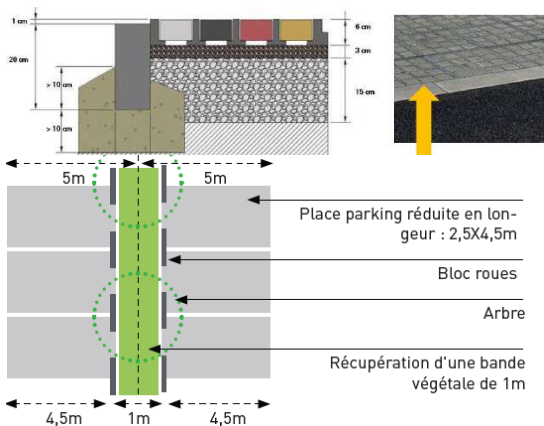 1 cm
20 cm
> 10 cm
> 10 cm
6 cm
3 cm
15 cm
5m
5m
Place parking réduite en lon-
geur : 2,5X4,5m
Bloc roues
Arbre
Récupération d'une bande
végétale de 1m
4,5m
1m
4,5m